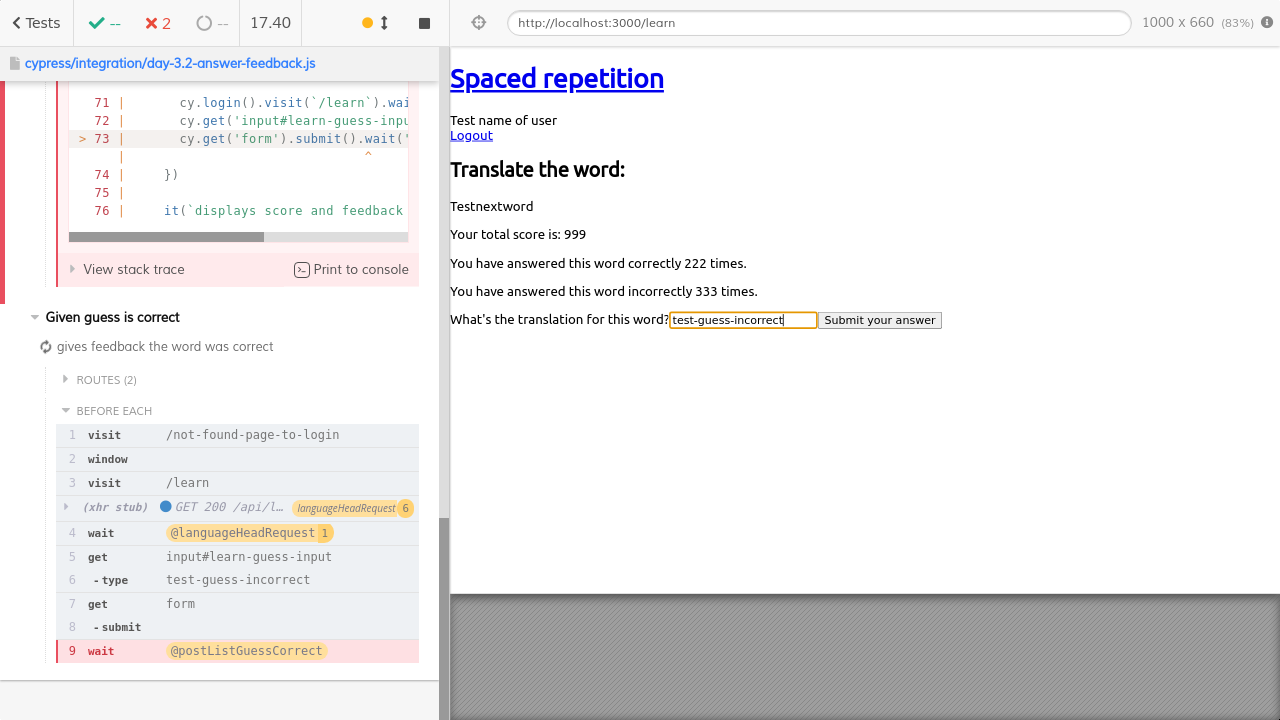 Tests
--
2
--
17.40
cypress/integration/day-3.2-answer-feedback.js
71 | cy.login().visit(`/learn`).wai
72 | cy.get('input#learn-guess-inpu
> 73 | cy.get('form').submit().wait('
| ^
74 | })
75 |
76 | it(`displays score and feedback
View stack trace
Print to console
Given guess is correct
gives feedback the word was correct
ROUTES (2)
BEFORE EACH
1 visit /not-found-page-to-login
2 window
3 visit /learn
(xhr stub) GET 200 /api/l... languageHeadRequest 6
4 wait @languageHeadRequest 1
5 get input#learn-guess-input
6 -type test-guess-incorrect
7 get form
8 -submit
9 wait @postListGuessCorrect
http://localhost:3000/learn
1000 x 660 (83%)
Spaced repetition
Test name of user
Logout
Translate the word:
Testnextword
Your total score is: 999
You have answered this word correctly 222 times.
You have answered this word incorrectly 333 times.
What's the translation for this word? test-guess-incorrect Submit your answer